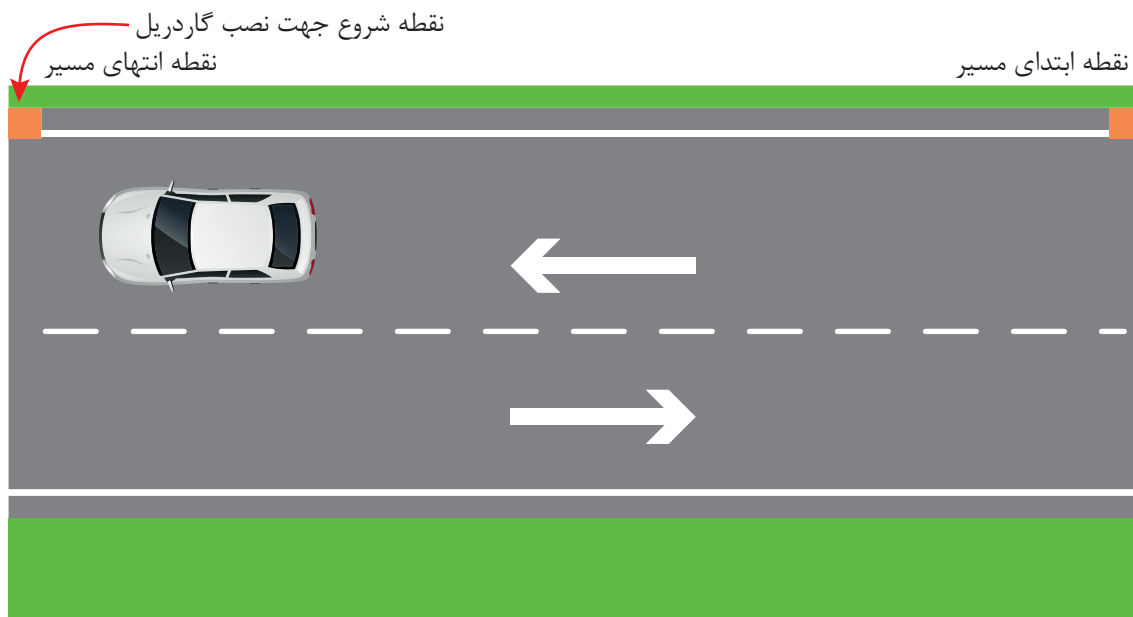 نقطه شروع جهت نصب گاردریل
نقطه ابتدای مسیر
نقطه انتهای مسیر